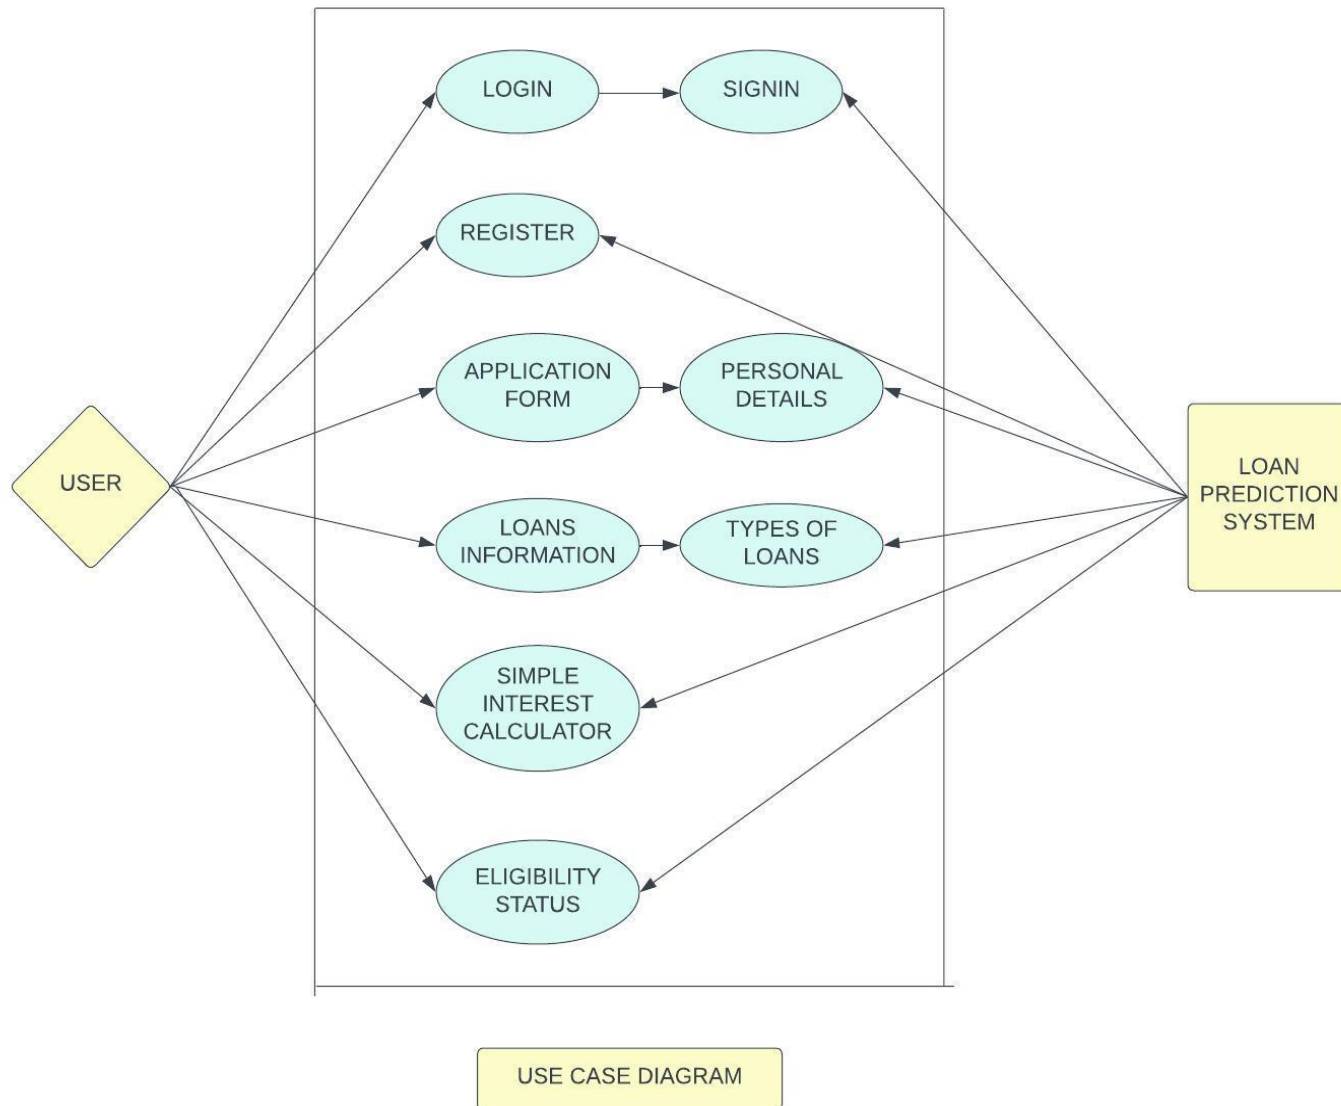 LOGIN
SIGNIN
REGISTER
APPLICATION
FORM
PERSONAL
DETAILS
USER
LOAN
PREDICTION
SYSTEM
LOANS
INFORMATION
TYPES OF
LOANS
SIMPLE
INTEREST
CALCULATOR
ELIGIBILITY
STATUS
USE CASE DIAGRAM